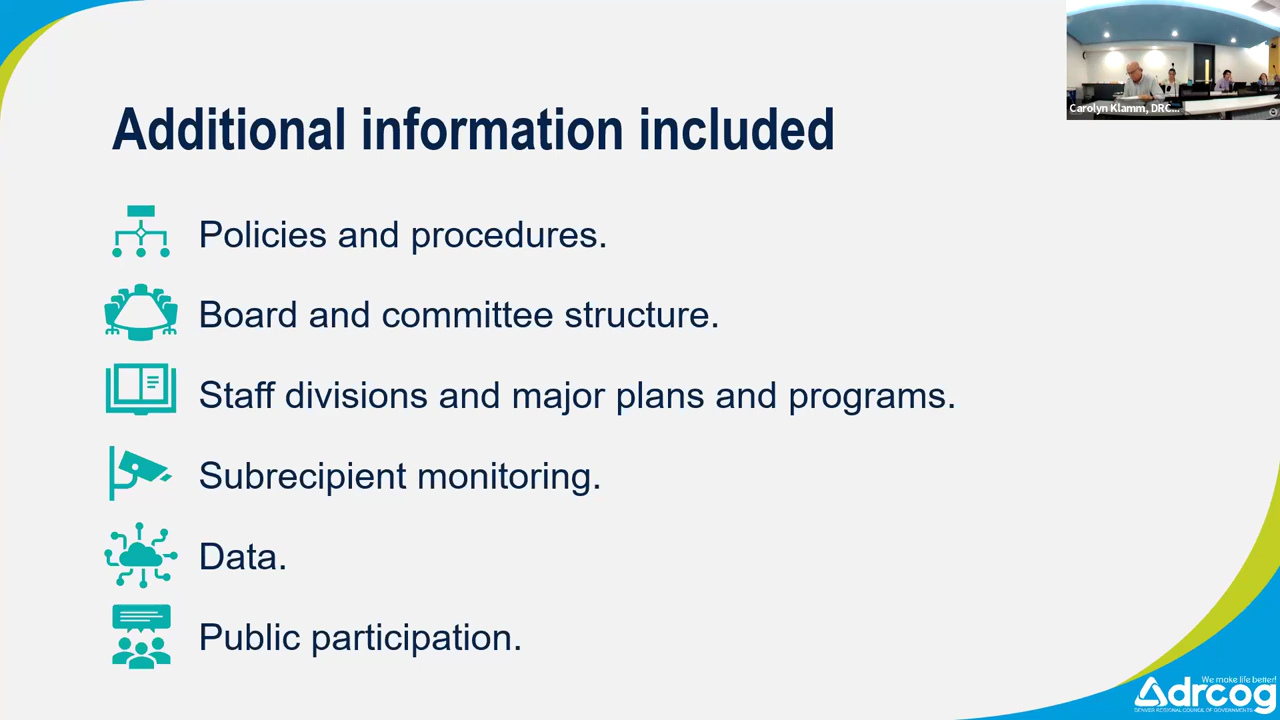 Carolyn Klamm, DRC...
Additional information included
Policies and procedures.
Board and committee structure.
Staff divisions and major plans and programs.
Subrecipient monitoring.
Data.
Public participation.
We make life better!
drcog
DENVER REGIONAL COUNCIL OF GOVERNMENTS